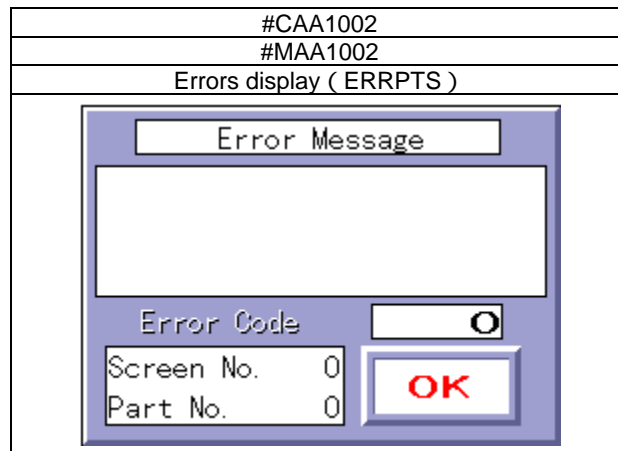 #CAA1002
#MAA1002
Errors display ( ERRPTS )
Error Message
Error Code 0
Screen No. 0
Part No. 0
OK